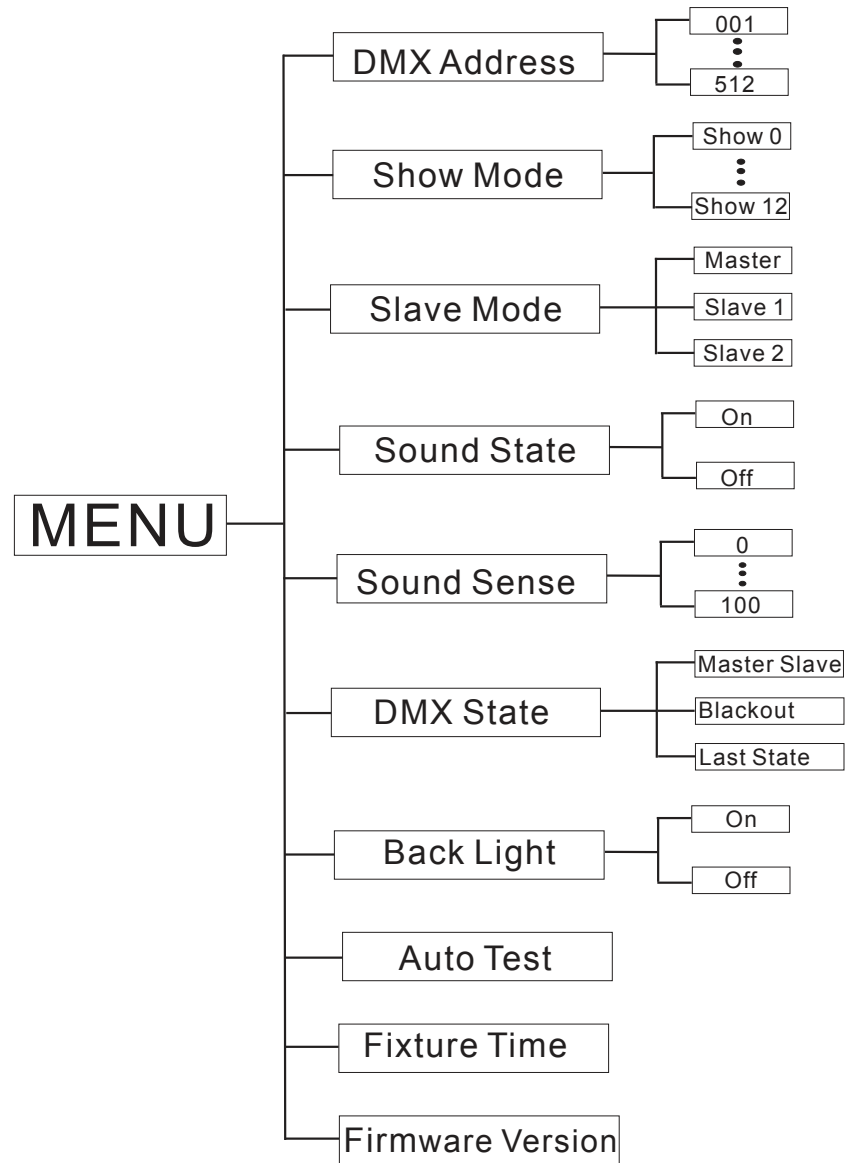 MENU
DMX Address
001
512
Show Mode
Show 0
Show 12
Slave Mode
Master
Slave 1
Slave 2
Sound State
On
Off
Sound Sense
0
100
DMX State
Master Slave
Blackout
Last State
Back Light
On
Off
Auto Test
Fixture Time
Firmware Version